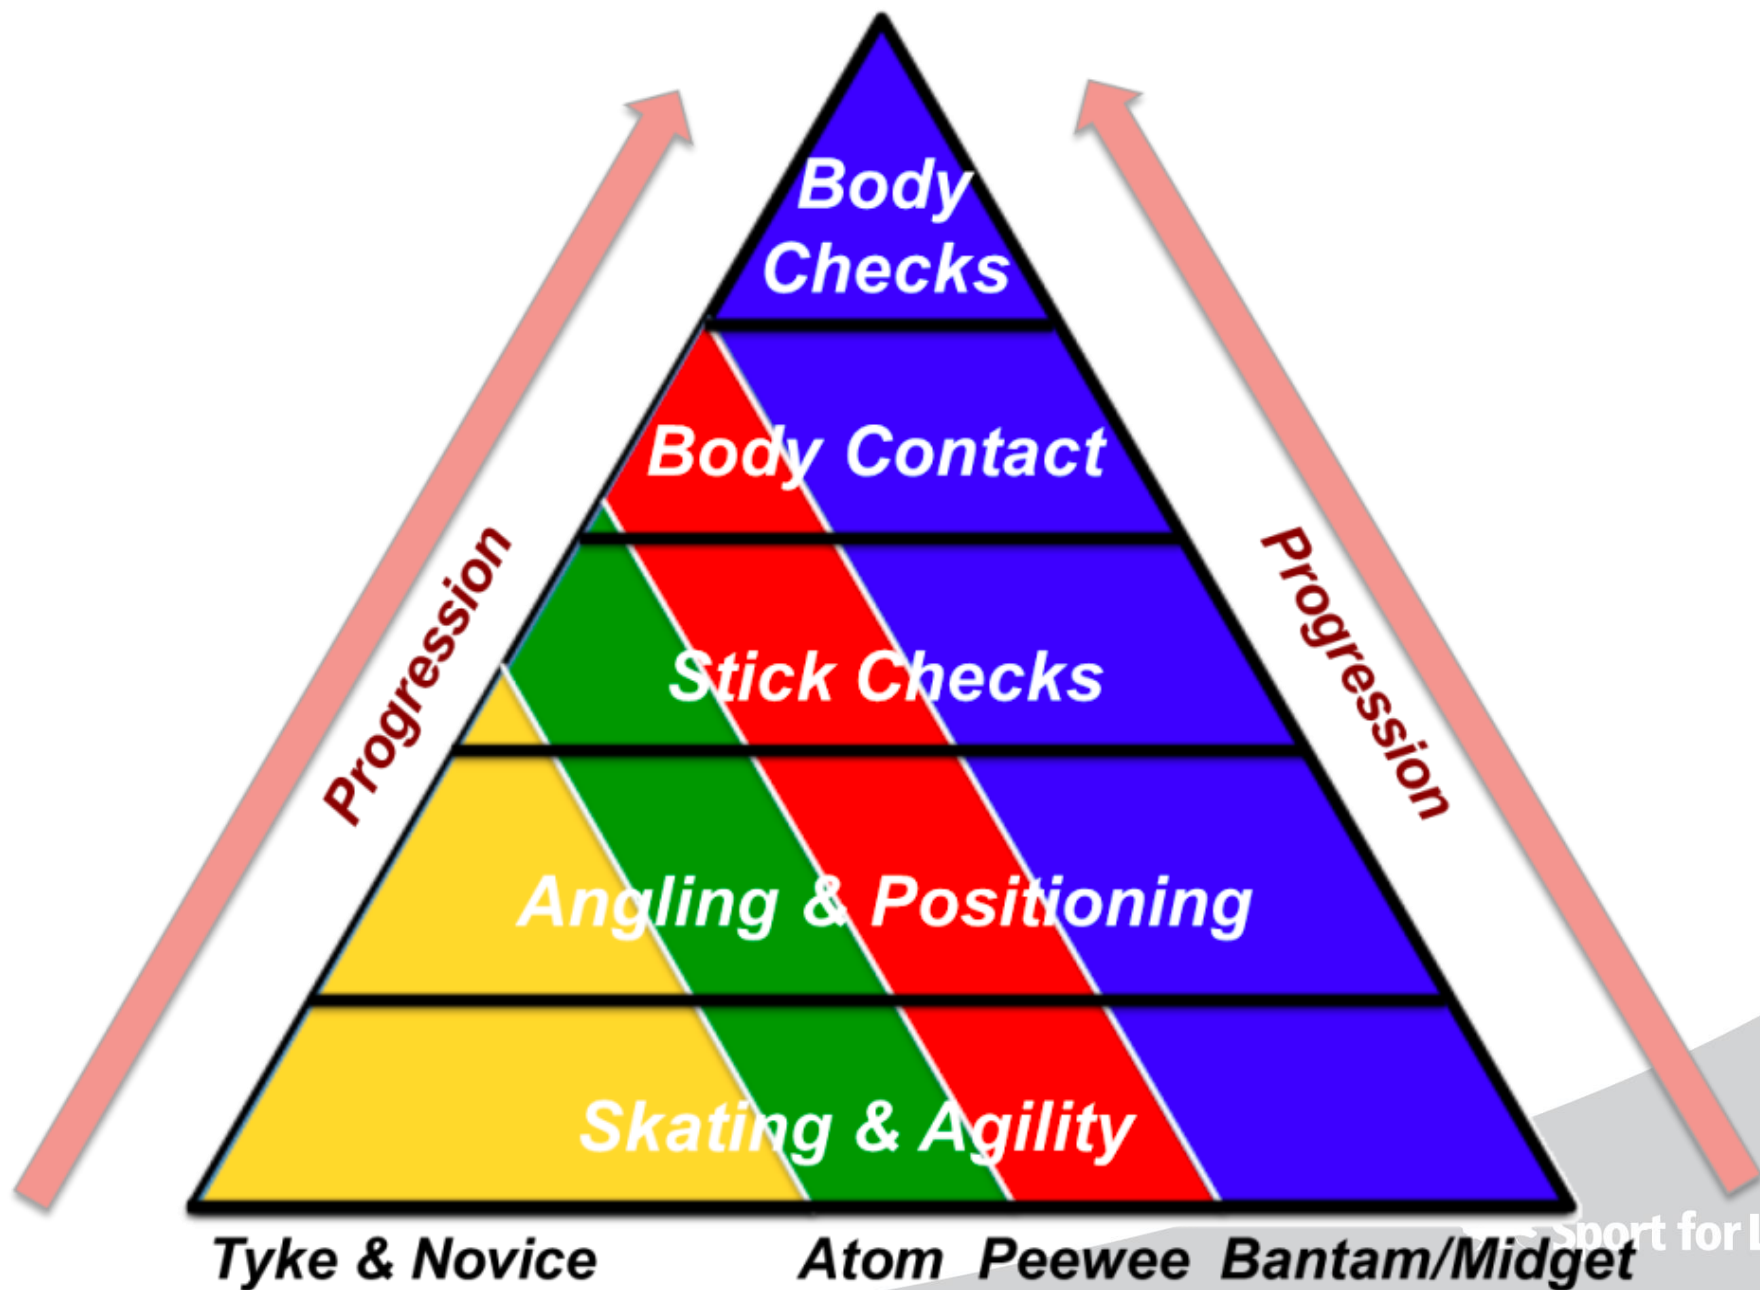 Body
Checks
Body Contact
Progression
Progression
Stick Checks
Angling & Positioning
Skating & Agility
Tyke & Novice Atom Peewee Bantam/Midget
Sport for